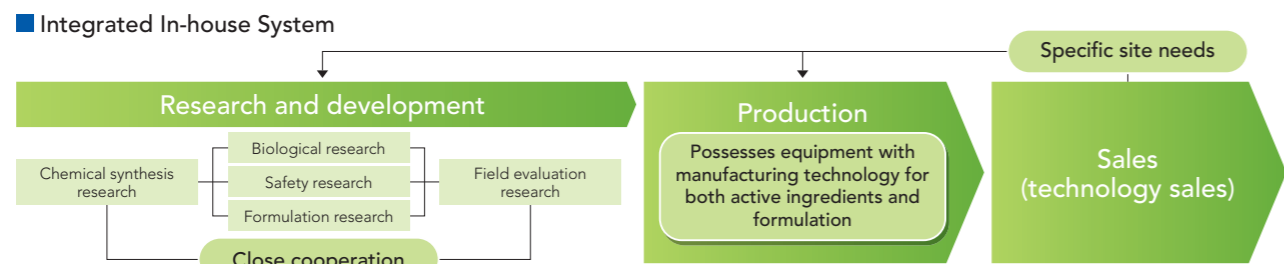 Integrated In-house System
Specific site needs
Research and development
Chemical synthesis
research
Biological research
Safety research
Formulation research
Field evaluation
research
Close cooperation
Production
Possesses equipment with
manufacturing technology for
both active ingredients and
formulation
Sales
(technology sales)